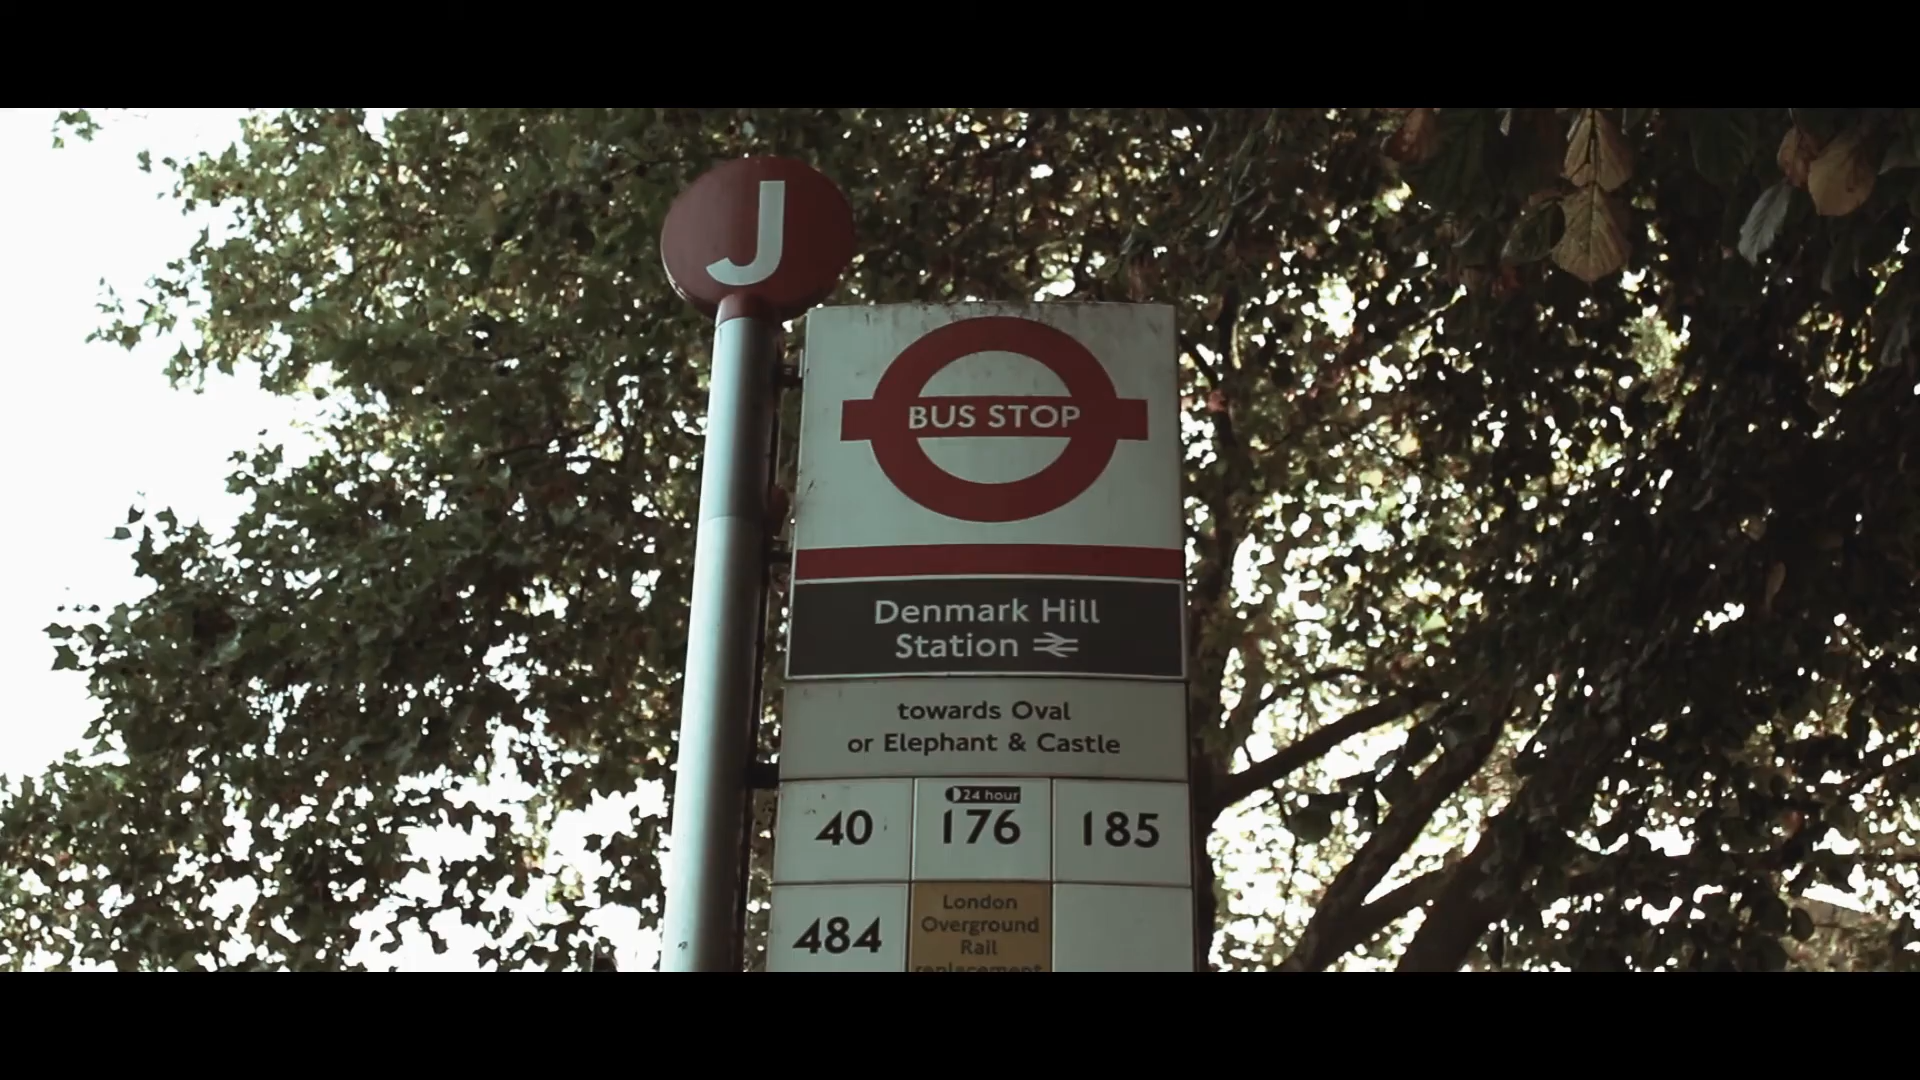 J
BUS STOP
Denmark Hill
Station
towards Oval
or Elephant & Castle
40
24 hour
176
185
484
London
Overground
Rail
replacement